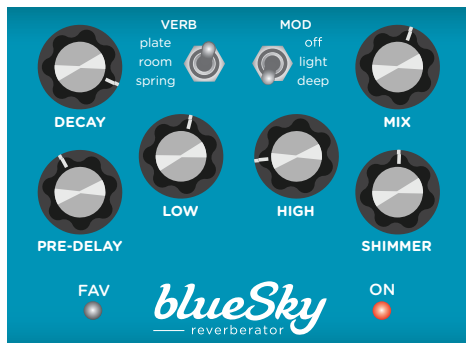 VERB
MOD
plate
room
spring
off
light
deep
DECAY
MIX
LOW
HIGH
PRE-DELAY
SHIMMER
FAV
ON
blueSky
reverberator